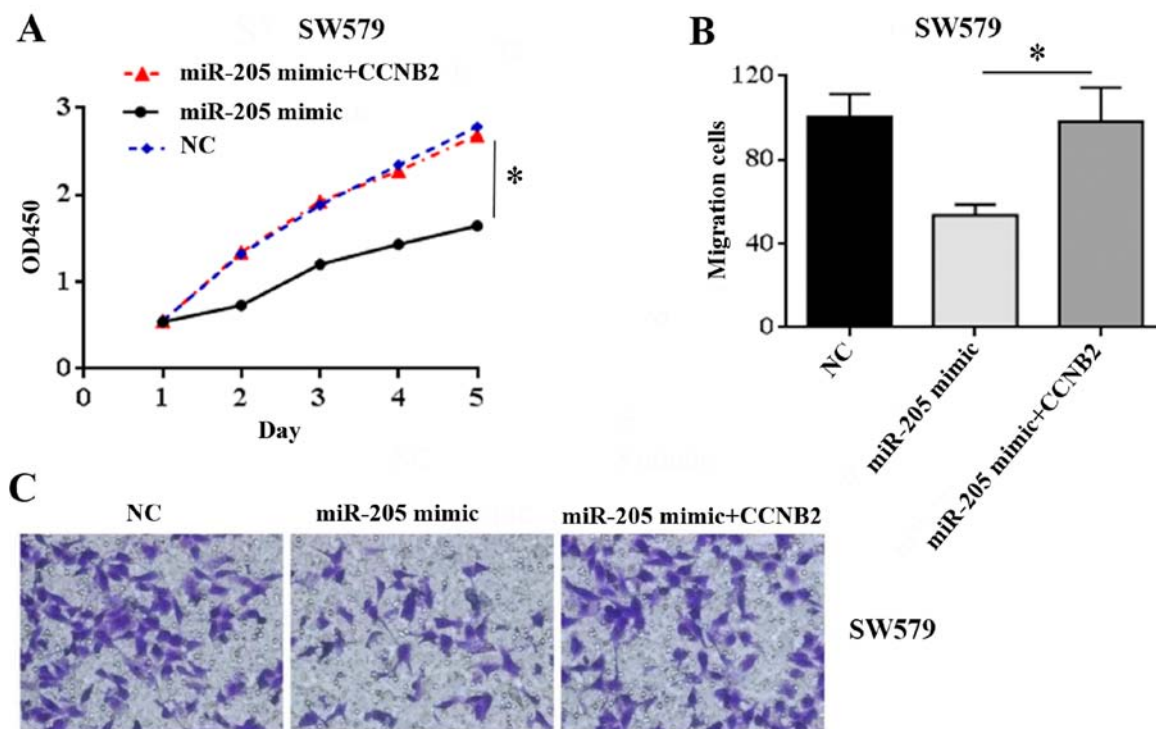 A
SW579
miR-205 mimic+CCNB2
miR-205 mimic
NC
3
2
1
0
OD450
*
0 1 2 3 4 5
Day
B
SW579
*
120
80
40
0
Migration cells
NC
miR-205 mimic
miR-205 mimic+CCNB2
C
NC miR-205 mimic miR-205 mimic+CCNB2
SW579